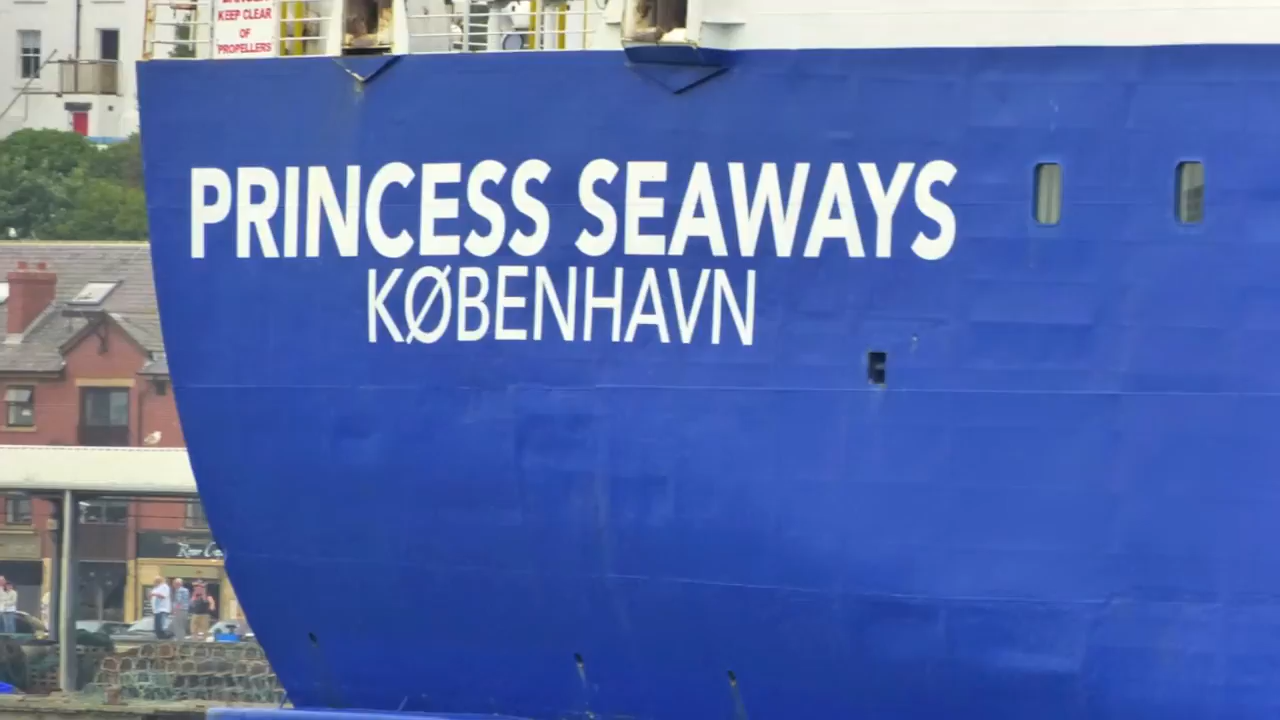 KEEP CLEAR
OF
PROPELLERS
PRINCESS SEAWAYS
KØBENHAVN